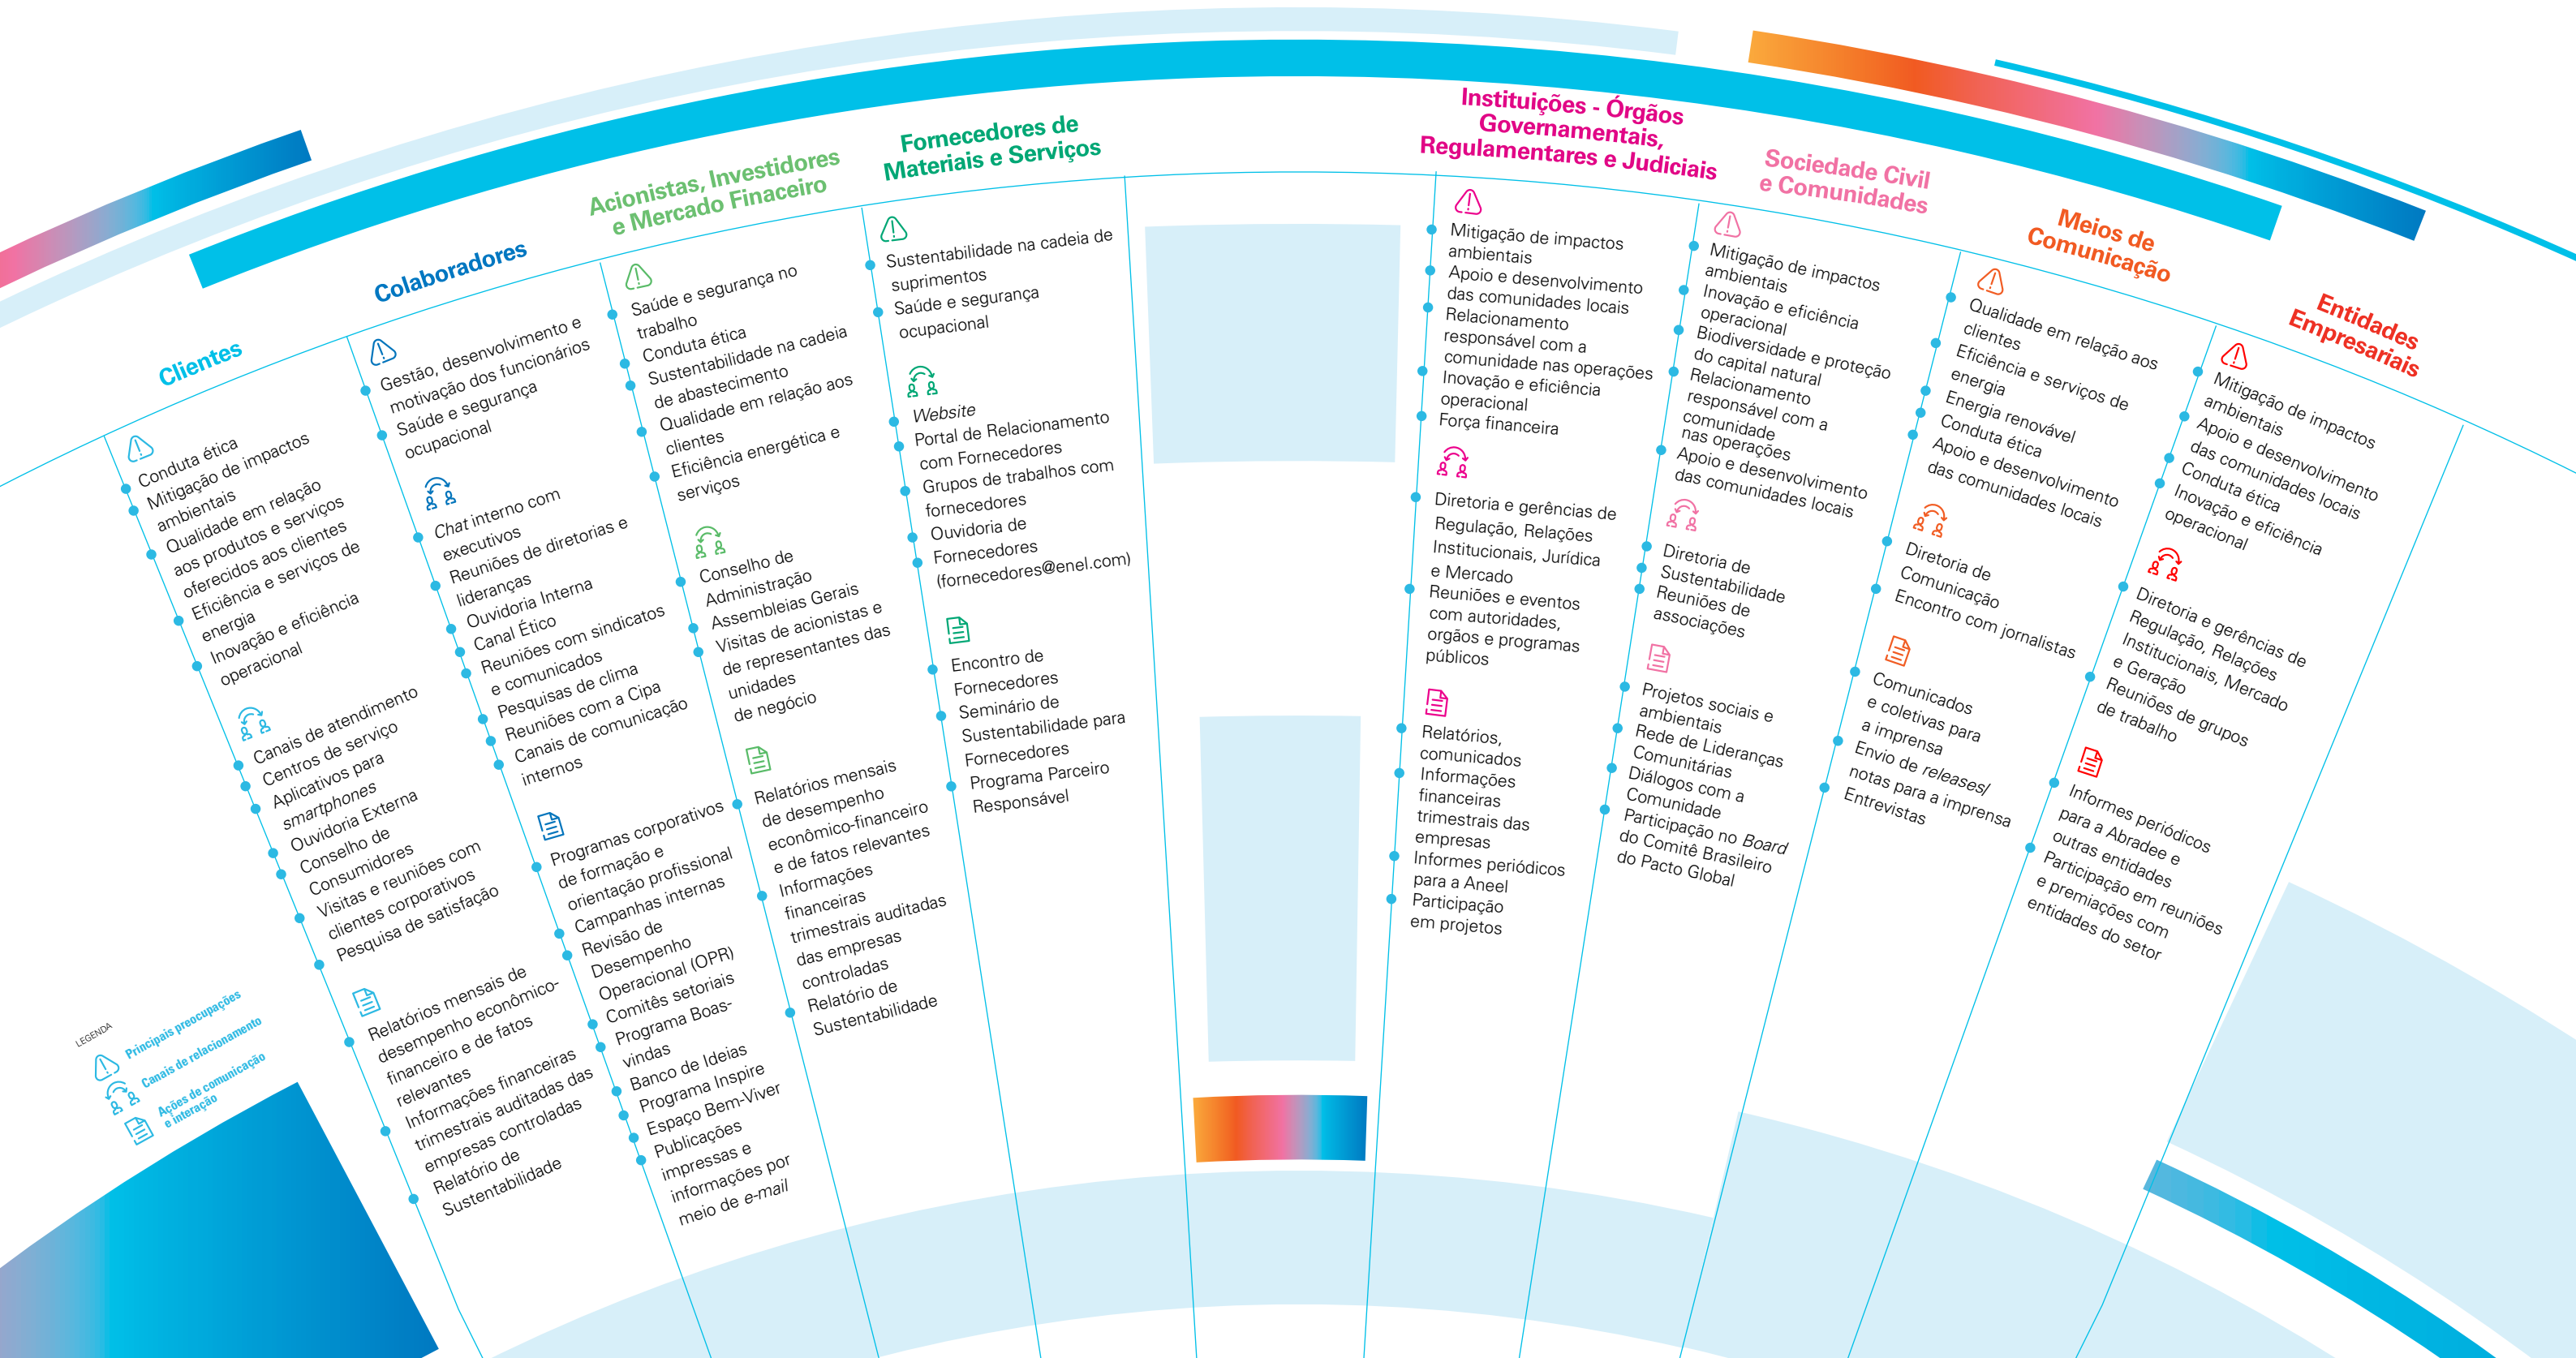 Clientes
Conduta ética
Mitigação de impactos
ambientais
Qualidade em relação
aos produtos e serviços
oferecidos aos clientes
Eficiência e serviços de
energia
Inovação e eficiência
operacional
Canais de atendimento
Centros de serviço
Aplicativos para
smartphones
Ouvidoria Externa
Conselho de
Consumidores
Visitas e reuniões com
clientes corporativos
Pesquisa de satisfação
Relatórios mensais de
desempenho econômico-
financeiro e de fatos
relevantes
Informações financeiras
trimestrais auditadas das
empresas controladas
Relatório de
Sustentabilidade
Colaboradores
Gestão, desenvolvimento e
motivação dos funcionários
Saúde e segurança
ocupacional
Chat interno com
executivos
Reuniões de diretorias e
lideranças
Ouvidoria Interna
Canal Ético
Reuniões com sindicatos
e comunicados
Pesquisas de clima
Reuniões com a Cipa
Canais de comunicação
internos
Programas corporativos
de formação e
orientação profissional
Campanhas internas
Revisão de
Desempenho
Operacional (OPR)
Comitês setoriais
Programa Boas-
vindas
Banco de Ideias
Programa Inspire
Espaço Bem-Viver
Publicações
impressas e
informações por
meio de e-mail
Acionistas, Investidores
e Mercado Finaceiro
Saúde e segurança no
trabalho
Conduta ética
Sustentabilidade na cadeia
de abastecimento
Qualidade em relação aos
clientes
Eficiência energética e
serviços
Conselho de
Administração
Assembleias Gerais
Visitas de acionistas e
de representantes das
unidades
de negócio
Relatórios mensais
de desempenho
econômico-financeiro
e de fatos relevantes
Informações
financeiras
trimestrais auditadas
das empresas
controladas
Relatório de
Sustentabilidade
Fornecedores de
Materiais e Serviços
Sustentabilidade na cadeia de
suprimentos
Saúde e segurança
ocupacional
Website
Portal de Relacionamento
com Fornecedores
Grupos de trabalhos com
fornecedores
Ouvidoria de
Fornecedores
(fornecedores@enel.com)
Encontro de
Fornecedores
Seminário de
Sustentabilidade para
Fornecedores
Programa Parceiro
Responsável
Instituições - Órgãos
Governamentais,
Regulamentares e Judiciais
Mitigação de impactos
ambientais
Apoio e desenvolvimento
das comunidades locais
Relacionamento
responsável com a
comunidade nas operações
Inovação e eficiência
operacional
Força financeira
Diretoria e gerências de
Regulação, Relações
Institucionais, Jurídica
e Mercado
Reuniões e eventos
com autoridades,
orgãos e programas
públicos
Relatórios,
comunicados
Informações
financeiras
trimestrais das
empresas
Informes periódicos
para a Aneel
Participação
em projetos
Sociedade Civil
e Comunidades
Mitigação de impactos
ambientais
Inovação e eficiência
operacional
Biodiversidade e proteção
do capital natural
Relacionamento
responsável com a
comunidade
nas operações
Apoio e desenvolvimento
das comunidades locais
Diretoria de
Sustentabilidade
Reuniões de
associações
Projetos sociais e
ambientais
Rede de Lideranças
Comunitárias
Diálogos com a
Comunidade
Participação no Board
do Comitê Brasileiro
do Pacto Global
Meios de
Comunicação
Qualidade em relação aos
clientes
Eficiência e serviços de
energia
Energia renovável
Conduta ética
Apoio e desenvolvimento
das comunidades locais
Diretoria de
Comunicação
Encontro com jornalistas
Comunicados
e coletivas para
a imprensa
Envio de releases/
notas para a imprensa
Entrevistas
Entidades
Empresariais
Mitigação de impactos
ambientais
Apoio e desenvolvimento
das comunidades locais
Conduta ética
Inovação e eficiência
operacional
Diretoria e gerências de
Regulação, Relações
Institucionais, Mercado
e Geração
Reuniões de grupos
de trabalho
Informes periódicos
para a Abradee e
outras entidades
Participação em reuniões
e premiações com
entidades do setor
LEGENDA
Principais preocupações
Canais de relacionamento
Ações de comunicação
e interação